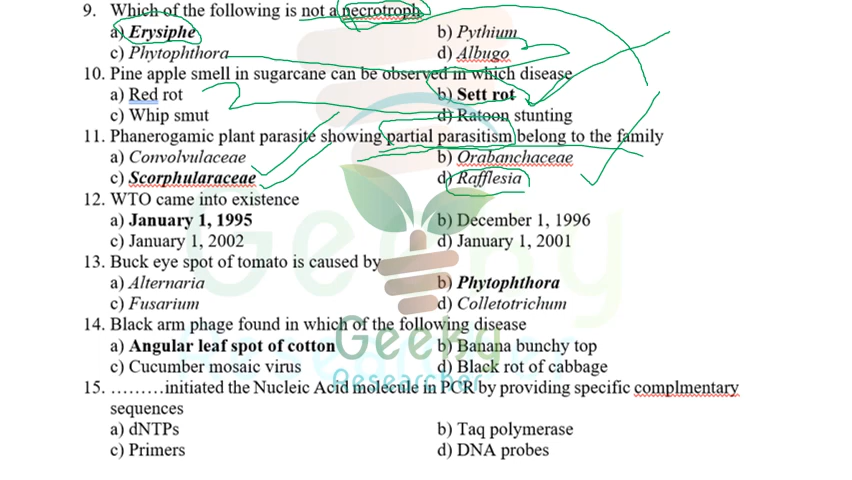 9. Which of the following is not a necrotroph
a) Erysiphe b) Pythium
c) Phytophthora d) Albugo
10. Pine apple smell in sugarcane can be observed in which disease
a) Red rot b) Sett rot
c) Whip smut d) Ratoon stunting
11. Phanerogamic plant parasite showing partial parasitism belong to the family
a) Convolvulaceae b) Orabanchaceae
c) Scorphularaceae d) Rafflesia
12. WTO came into existence
a) January 1, 1995 b) December 1, 1996
c) January 1, 2002 d) January 1, 2001
13. Buck eye spot of tomato is caused by
a) Alternaria b) Phytophthora
c) Fusarium d) Colletotrichum
14. Black arm phage found in which of the following disease
a) Angular leaf spot of cotton b) Banana bunchy top
c) Cucumber mosaic virus d) Black rot of cabbage
15. .........initiated the Nucleic Acid molecule in PCR by providing specific complmentary
sequences
a) dNTPs b) Taq polymerase
c) Primers d) DNA probes
Geeky
Researcher